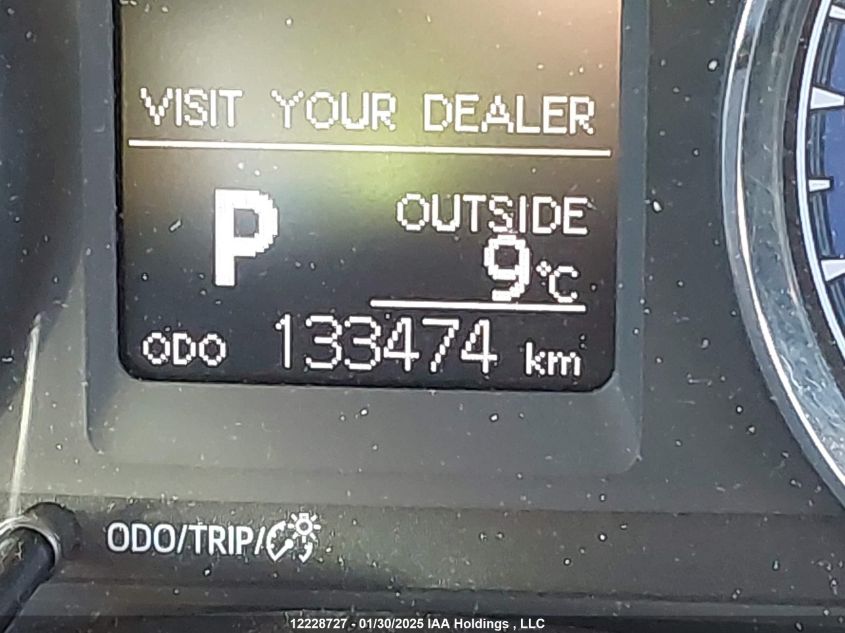 VISIT YOUR DEALER
P
OUTSIDE
9°C
ODO 133474 km
ODO/TRIP/
12228727 - 01/30/2025 IAA Holdings , LLC